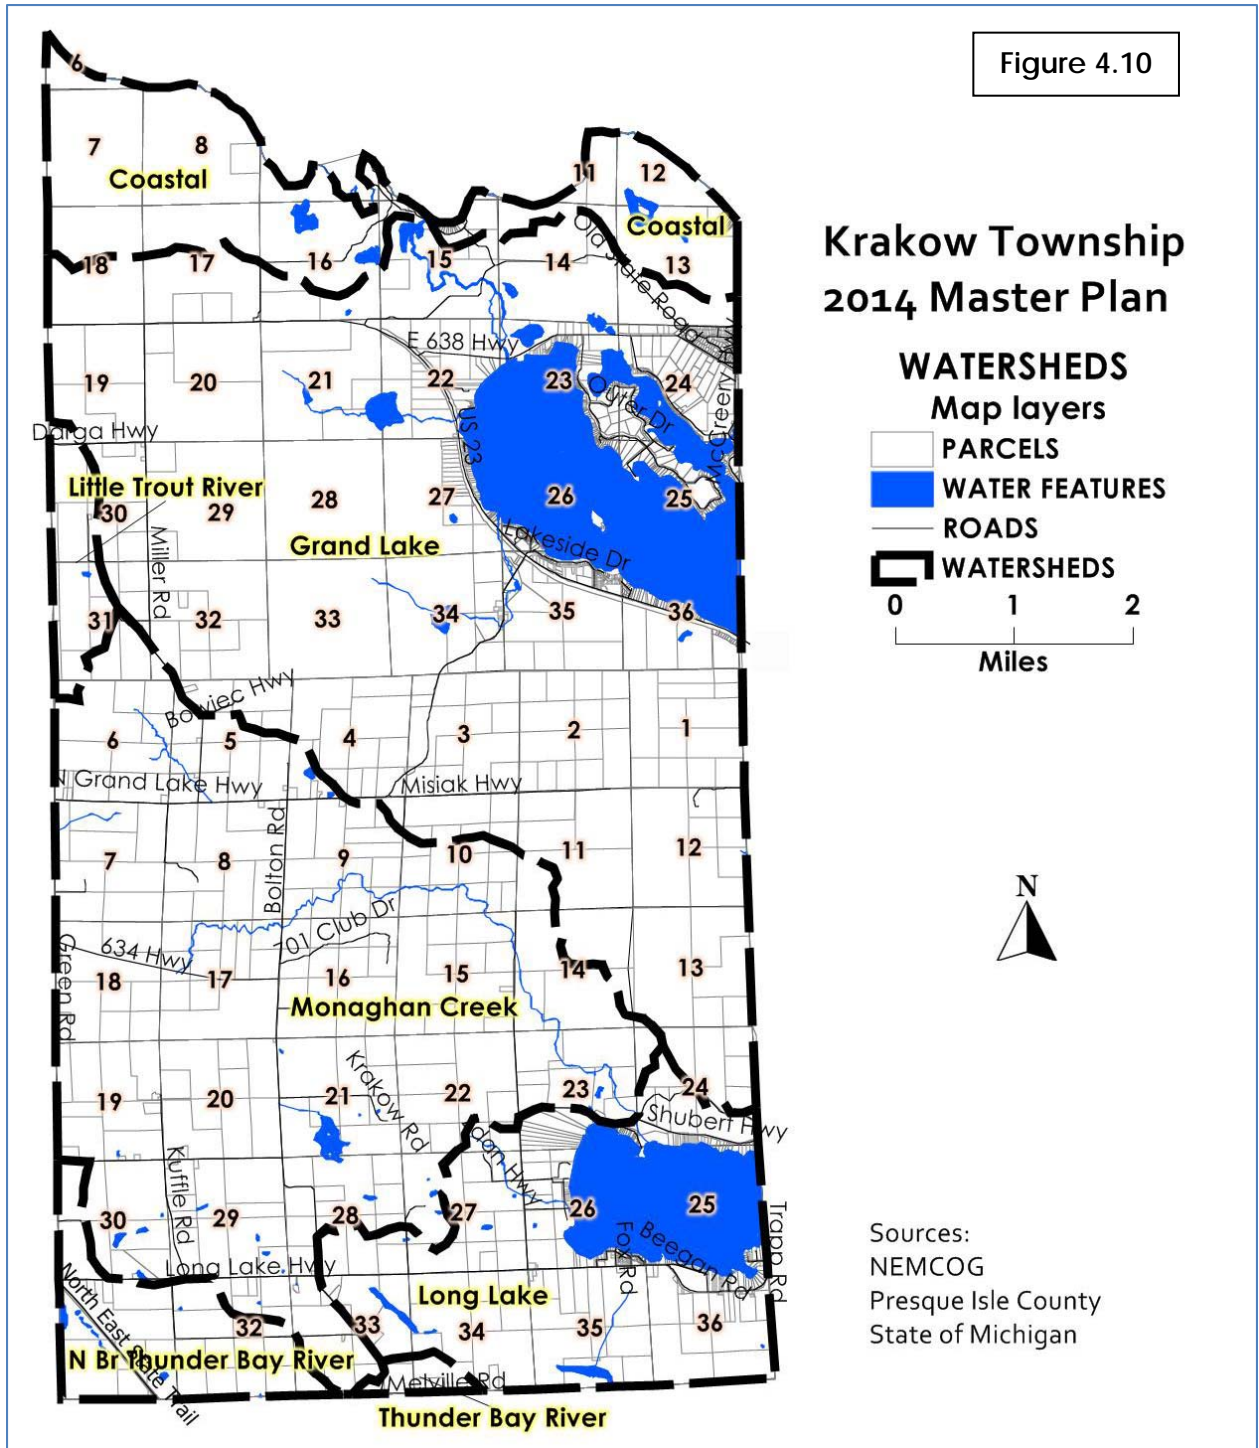 Figure 4.10
Krakow Township
2014 Master Plan
WATERSHEDS
Map layers
PARCELS
WATER FEATURES
ROADS
WATERSHEDS
0 1 2
Miles
N
Sources:
NEMCOG
Presque Isle County
State of Michigan
6
7 8
Coastal
11 12
Coastal
18 17 16 15 14 13
Old State Road
E 638 Hwy
19 20 21 22 23 24
Outer Dr
US 23
McCreery
Darga Hwy
Little Trout River
30 29 28 27 26 25
Grand Lake
Lakeside Dr
Miller Rd
31 32 33 34 35 36
Bowiec Hwy
6 5 4 3 2 1
N Grand Lake Hwy
Misiak Hwy
Bolton Rd
7 8 9 10 11 12
01 Club Dr
634 Hwy
Green Rd
18 17 16 15 14 13
Monaghan Creek
Krakow Rd
19 20 21 22 23 24
Shubert Hwy
Kuffle Rd
30 29 28 27 26 25
Fox Rd
Beegan Rd
Trapp Rd
Long Lake Hwy
Long Lake
North East State Trail
32 33 34 35 36
N Br Thunder Bay River
Melville Rd
Thunder Bay River